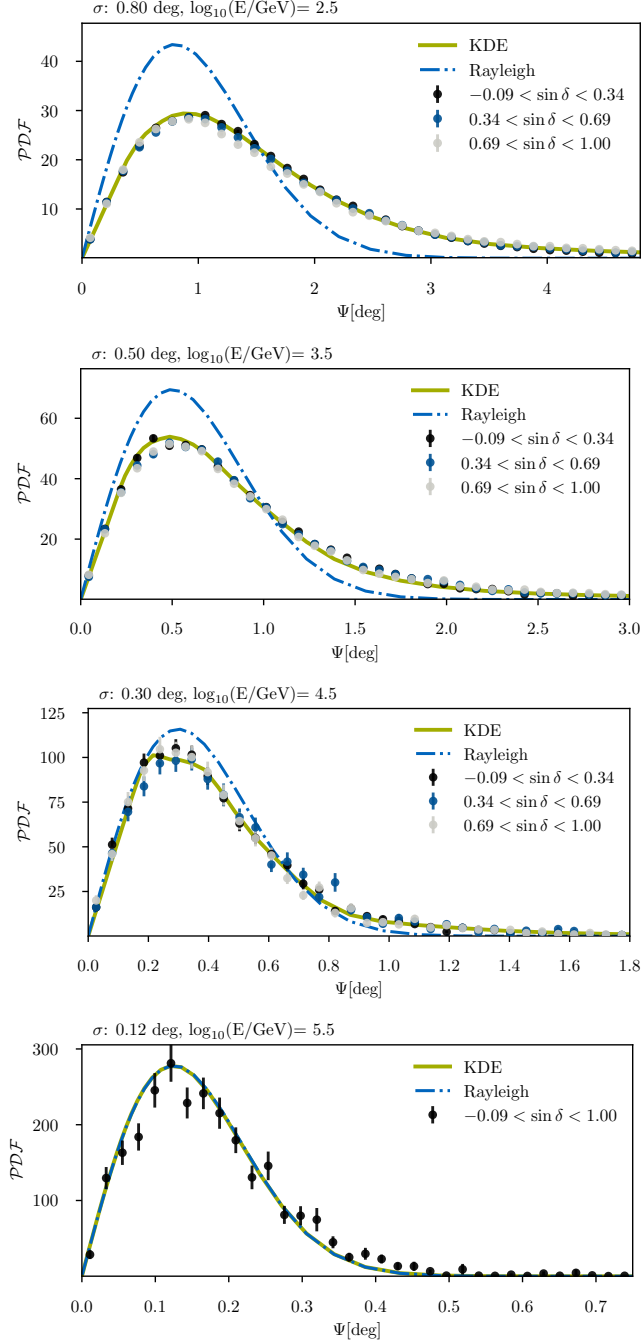 σ: 0.80 deg, log₁₀(E/GeV)= 2.5
40
30
20
10
PDF
KDE
Rayleigh
−0.09 < sin δ < 0.34
0.34 < sin δ < 0.69
0.69 < sin δ < 1.00
0 1 2 3 4
Ψ[deg]
σ: 0.50 deg, log₁₀(E/GeV)= 3.5
60
40
20
PDF
KDE
Rayleigh
−0.09 < sin δ < 0.34
0.34 < sin δ < 0.69
0.69 < sin δ < 1.00
0.0 0.5 1.0 1.5 2.0 2.5 3.0
Ψ[deg]
σ: 0.30 deg, log₁₀(E/GeV)= 4.5
125
100
75
50
25
PDF
KDE
Rayleigh
−0.09 < sin δ < 0.34
0.34 < sin δ < 0.69
0.69 < sin δ < 1.00
0.0 0.2 0.4 0.6 0.8 1.0 1.2 1.4 1.6 1.8
Ψ[deg]
σ: 0.12 deg, log₁₀(E/GeV)= 5.5
300
200
100
PDF
KDE
Rayleigh
−0.09 < sin δ < 1.00
0.0 0.1 0.2 0.3 0.4 0.5 0.6 0.7
Ψ[deg]